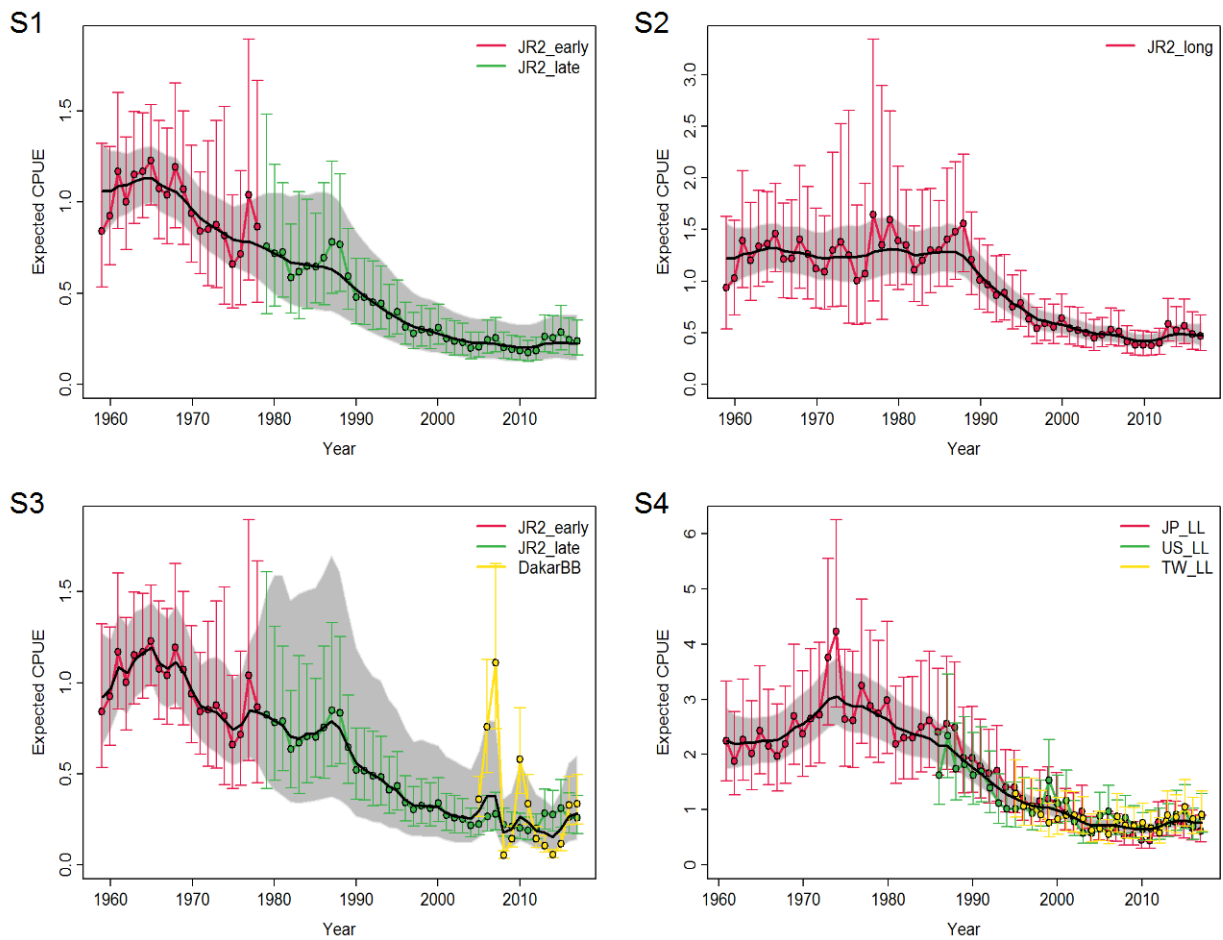 S1
JR2_early
JR2_late
Expected CPUE
0.0 0.5 1.0 1.5
1960 1970 1980 1990 2000 2010
Year
S2
JR2_long
Expected CPUE
0.0 0.5 1.0 1.5 2.0 2.5 3.0
1960 1970 1980 1990 2000 2010
Year
S3
JR2_early
JR2_late
DakarBB
Expected CPUE
0.0 0.5 1.0 1.5
1960 1970 1980 1990 2000 2010
Year
S4
JP_LL
US_LL
TW_LL
Expected CPUE
0 1 2 3 4 5 6
1960 1970 1980 1990 2000 2010
Year